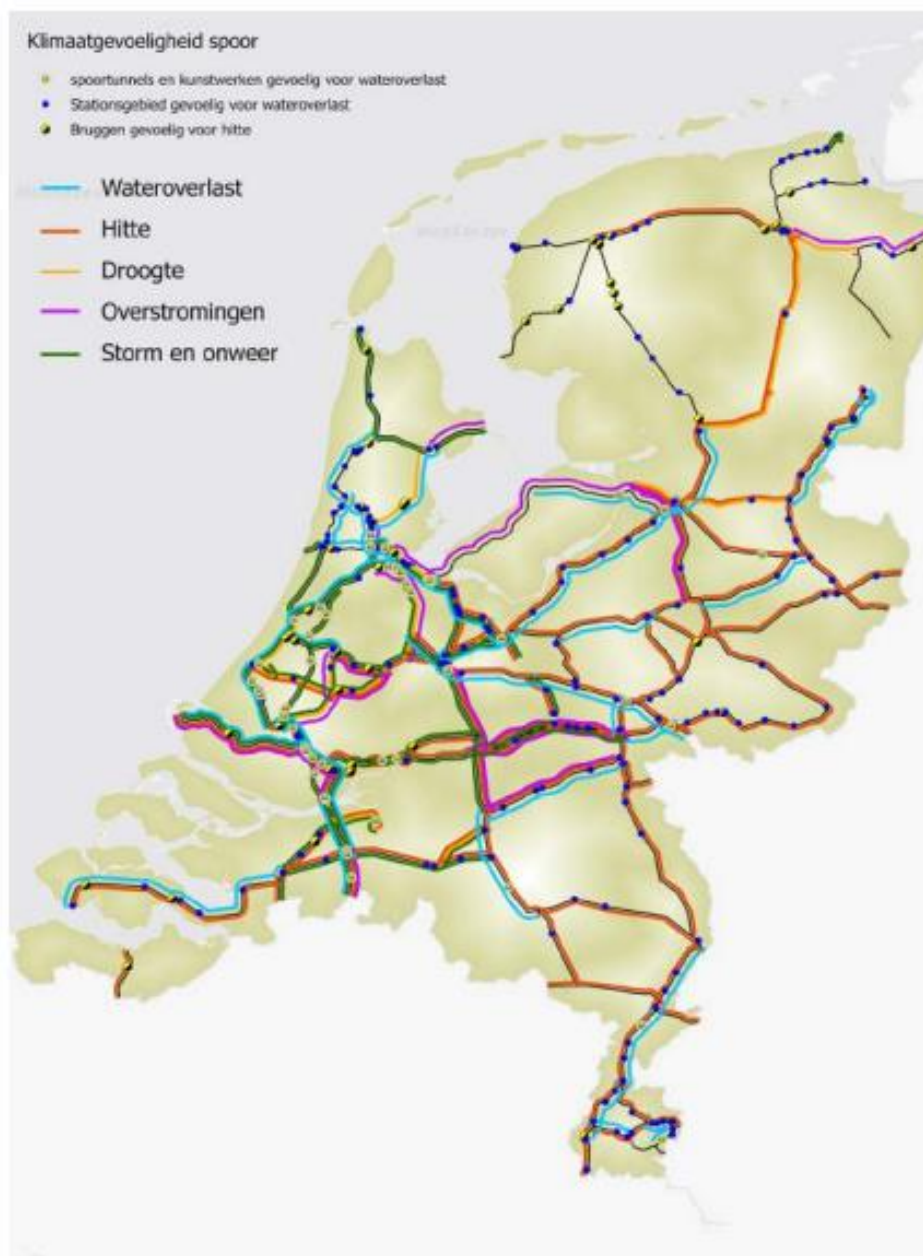 Klimaatgevoeligheid spoor
spoortunnels en kunstwerken gevoelig voor wateroverlast
Stationsgebied gevoelig voor wateroverlast
Bruggen gevoelig voor hitte
Wateroverlast
Hitte
Droogte
Overstromingen
Storm en onweer